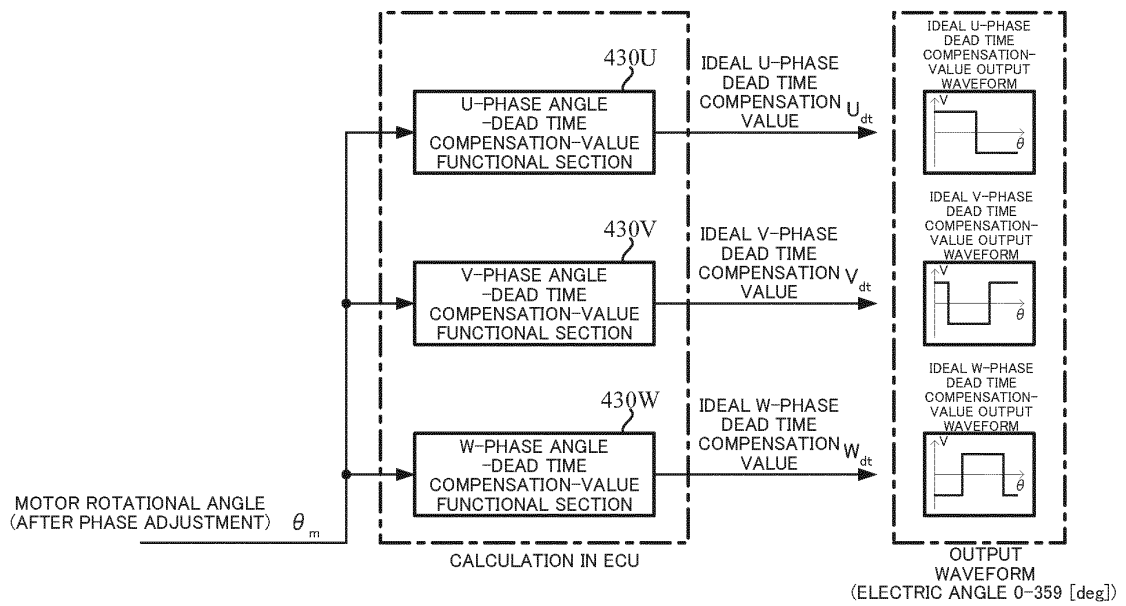 430U
U-PHASE ANGLE
-DEAD TIME
COMPENSATION-VALUE
FUNCTIONAL SECTION
IDEAL U-PHASE
DEAD TIME
COMPENSATION
VALUE
Udt
IDEAL U-PHASE
DEAD TIME
COMPENSATION-
VALUE OUTPUT
WAVEFORM
V
θ
430V
V-PHASE ANGLE
-DEAD TIME
COMPENSATION-VALUE
FUNCTIONAL SECTION
IDEAL V-PHASE
DEAD TIME
COMPENSATION
VALUE
Vdt
IDEAL V-PHASE
DEAD TIME
COMPENSATION-
VALUE OUTPUT
WAVEFORM
V
θ
430W
W-PHASE ANGLE
-DEAD TIME
COMPENSATION-VALUE
FUNCTIONAL SECTION
IDEAL W-PHASE
DEAD TIME
COMPENSATION
VALUE
Wdt
IDEAL W-PHASE
DEAD TIME
COMPENSATION-
VALUE OUTPUT
WAVEFORM
V
θ
MOTOR ROTATIONAL ANGLE
(AFTER PHASE ADJUSTMENT) θm
CALCULATION IN ECU
OUTPUT
WAVEFORM
(ELECTRIC ANGLE 0-359 [deg])